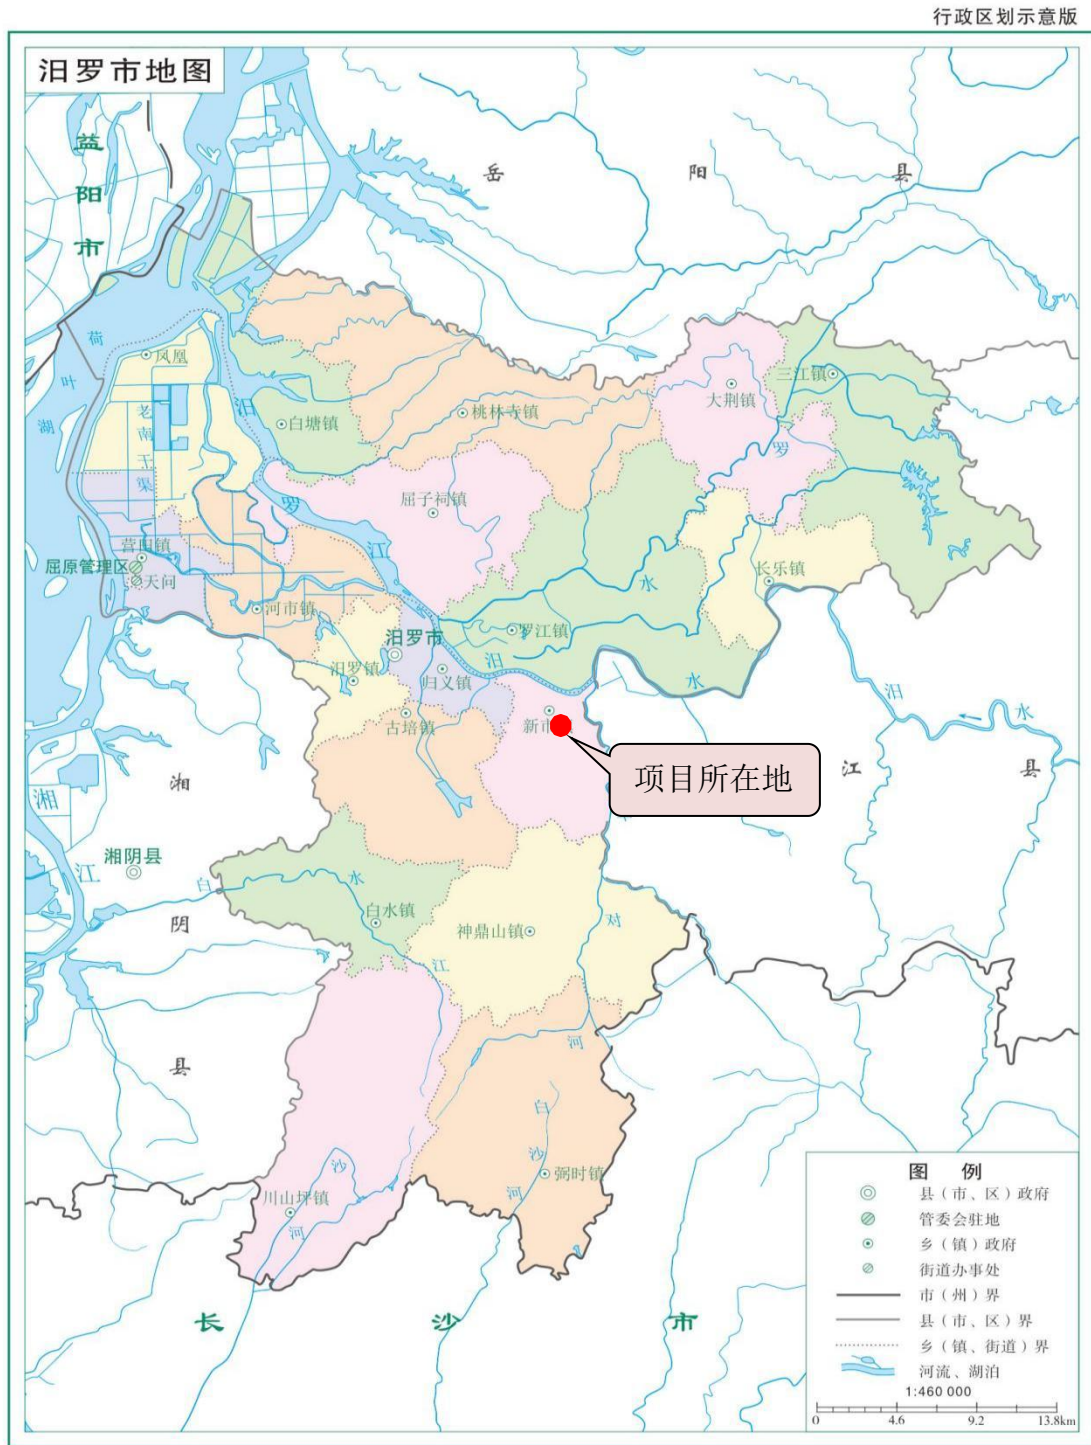 行政区划示意版
汨罗市地图
益阳市
岳阳县
荷叶湖
凤凰
老南干渠
汨罗江
白塘镇
桃林寺镇
大荆镇
三江镇
罗水
屈子祠镇
营田镇
屈原管理区
天问
河市镇
长乐镇
罗江镇
汨罗市
汨水
归义镇
汨罗镇
古培镇
新市
汨水
项目所在地
江县
湘江
湘阴县
湘阴县
白水江
白水镇
神鼎山镇
对河
白沙河
弼时镇
沙河
川山坪镇
长沙市
图 例
县（市、区）政府
管委会驻地
乡（镇）政府
街道办事处
市（州）界
县（市、区）界
乡（镇、街道）界
河流、湖泊
1:460 000
0 4.6 9.2 13.8km